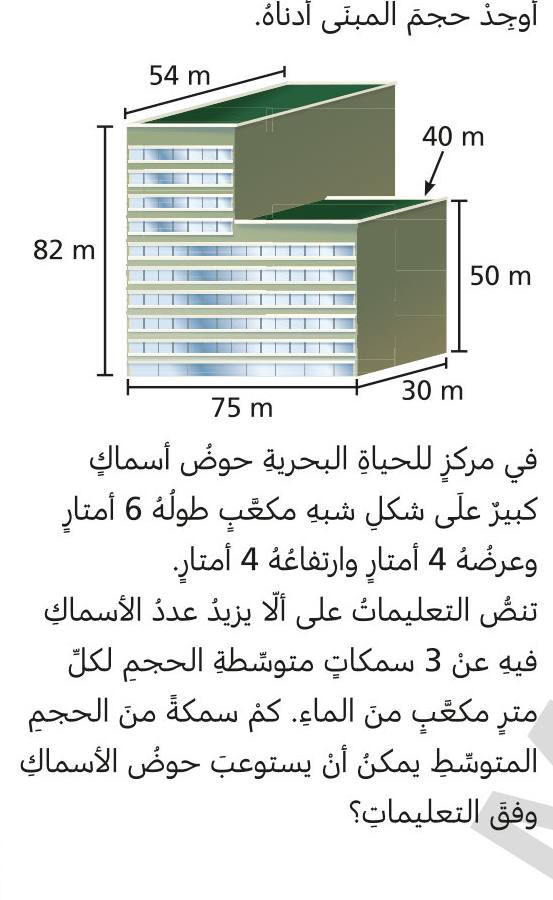 أوجِدْ حجمَ المبنَى أدناهُ.
54 m
40 m
82 m
50 m
30 m
75 m
في مركزٍ للحياةِ البحريةِ حوضُ أسماكٍ
كبيرٌ علَى شكلِ شبهِ مكعَّبٍ طولُهُ 6 أمتارٍ
وعرضُهُ 4 أمتارٍ وارتفاعُهُ 4 أمتارٍ.
تنصُّ التعليماتُ على ألّا يزيدُ عددُ الأسماكِ
فيهِ عنْ 3 سمكاتٍ متوسِّطةِ الحجمِ لكلِّ
مترٍ مكعَّبٍ منَ الماءِ. كمْ سمكةً منَ الحجمِ
المتوسِّطِ يمكنُ أنْ يستوعبَ حوضُ الأسماكِ
وفقَ التعليماتِ؟